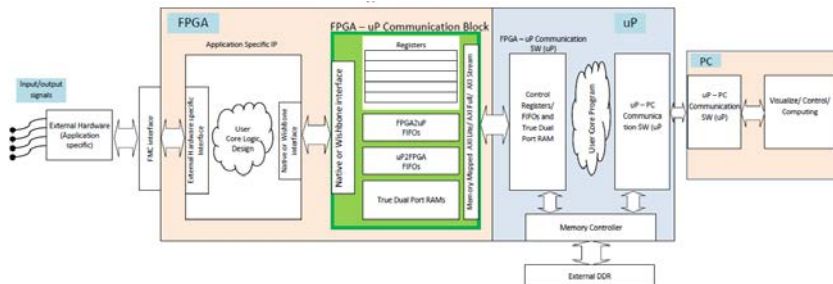 FPGA
uP
FPGA – uP Communication Block
Application Specific IP
Input/output
signals
External Hardware
(Application
specific)
FMC interface
External Hardware specific
Interface
User
Core Logic
Design
Native or Wishbone
interface
Native or Wishbone interface
Registers
FPGA2uP
FIFOs
uP2FPGA
FIFOs
True Dual Port RAMs
Memory Mapped AXI Lite/ AXI Full/ AXI Stream
FPGA – uP Communication
SW (uP)
Control
Registers/
FIFOs and
True Dual
Port RAM
User Core Program
uP – PC
Communica
tion SW (uP
Memory Controller
External DDR
PC
uP – PC
Communication
SW (uP)
Visualize/ Control/
Computing